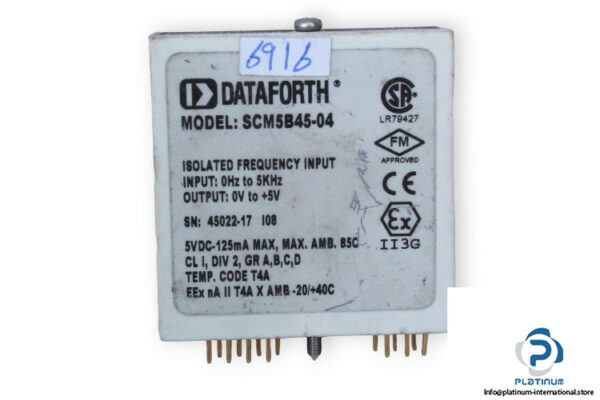 6916
DATAFORTH®
MODEL: SCM5B45-04
ISOLATED FREQUENCY INPUT
INPUT: 0Hz to 5KHz
OUTPUT: 0V to +5V
SN: 45022-17 I08
5VDC-125mA MAX, MAX. AMB. 85C
CL I, DIV 2, GR A,B,C,D
TEMP. CODE T4A
EEx nA II T4A X AMB -20/+40C
SA
LR79427
FM
APPROVED
CE
Ex
II3G
PLATINUM
Info@platinum-international.store